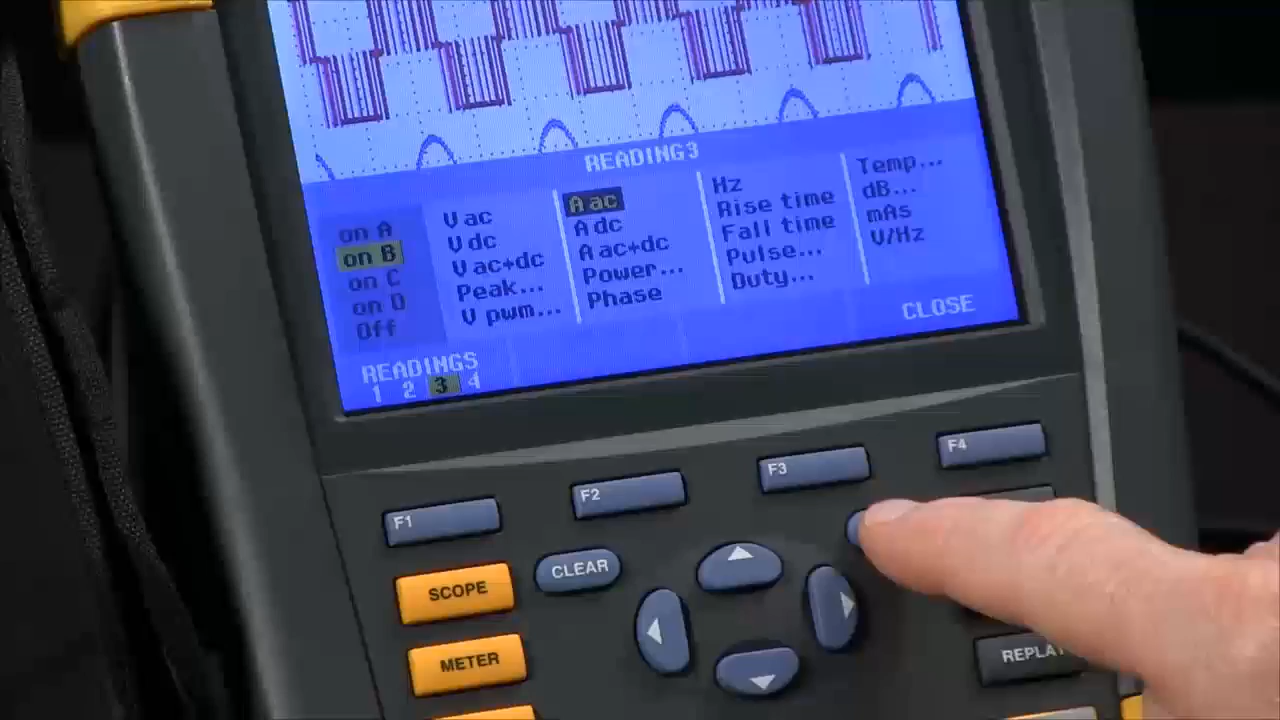 READING3
on A
on B
on C
on D
Off
V ac
V dc
V ac+dc
Peak...
V pwm...
A ac
A dc
A ac+dc
Power...
Phase
Hz
Rise time
Fall time
Pulse...
Duty...
Temp...
dB...
mAs
V/Hz
CLOSE
READINGS
1 2 3 4
F1
F2
F3
F4
SCOPE
CLEAR
METER
REPLAY